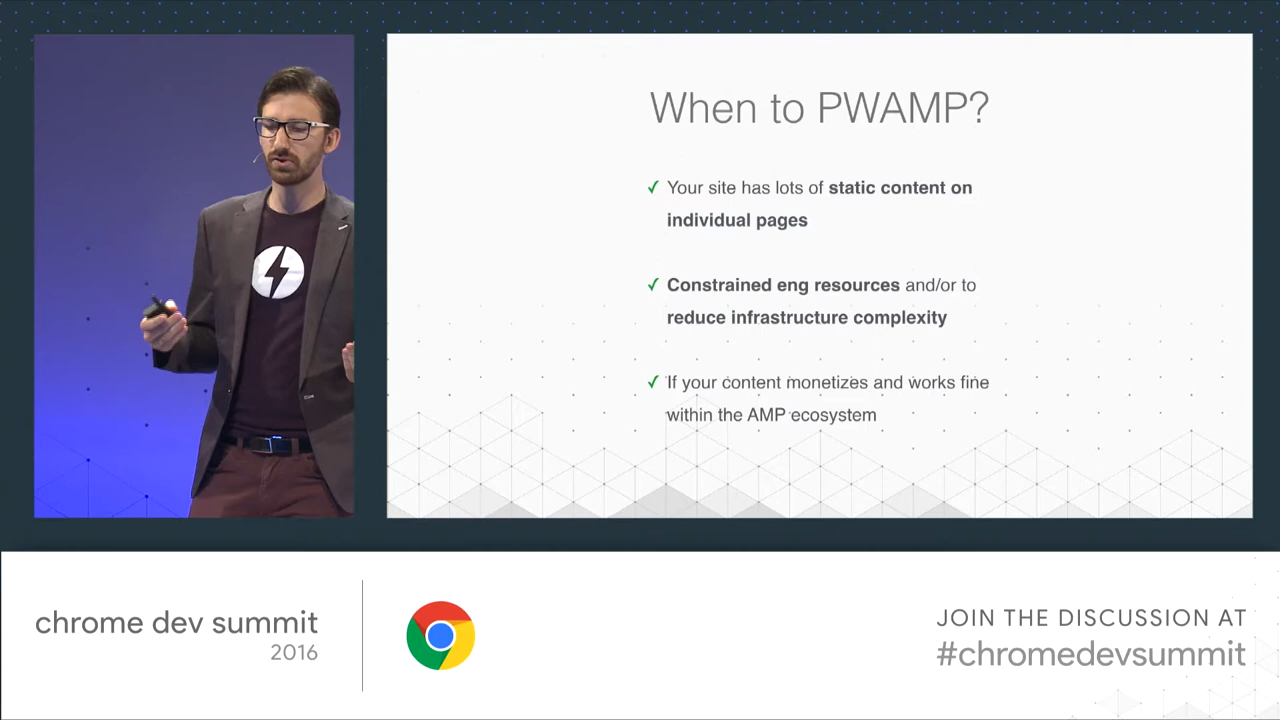 When to PWAMP?
✓ Your site has lots of static content on
individual pages
✓ Constrained eng resources and/or to
reduce infrastructure complexity
✓ If your content monetizes and works fine
within the AMP ecosystem
chrome dev summit
2016
JOIN THE DISCUSSION AT
#chromedevsummit